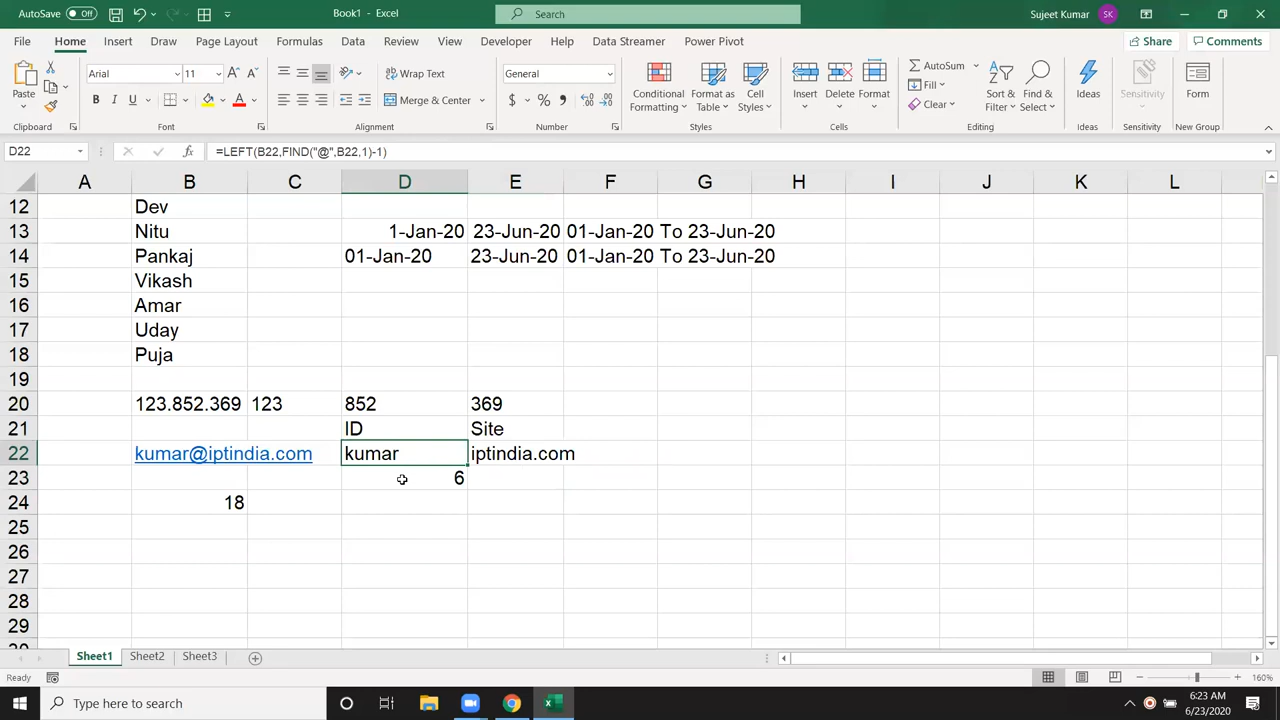 AutoSave Off Book1 - Excel Search Sujeet Kumar SK
File Home Insert Draw Page Layout Formulas Data Review View Developer Help Data Streamer Power Pivot Share Comments
Paste Arial 11 Wrap Text General Conditional Formatting Format as Table Cell Styles Insert Delete Format AutoSum Sort & Filter Find & Select Ideas Sensitivity Form
B I U A Merge & Center $ % Fill Clear
Clipboard Font Alignment Number Styles Cells Editing Ideas Sensitivity New Group
D22 fx =LEFT(B22,FIND("@",B22,1)-1)
A B C D E F G H I J K L
12 Dev
13 Nitu 1-Jan-20 23-Jun-20 01-Jan-20 To 23-Jun-20
14 Pankaj 01-Jan-20 23-Jun-20 01-Jan-20 To 23-Jun-20
15 Vikash
16 Amar
17 Uday
18 Puja
19
20 123.852.369 123 852 369
21 ID Site
22 kumar@iptindia.com kumar iptindia.com
23 6
24 18
25
26
27
28
29
Sheet1 Sheet2 Sheet3
Ready 160%
Type here to search 6:23 AM
6/23/2020